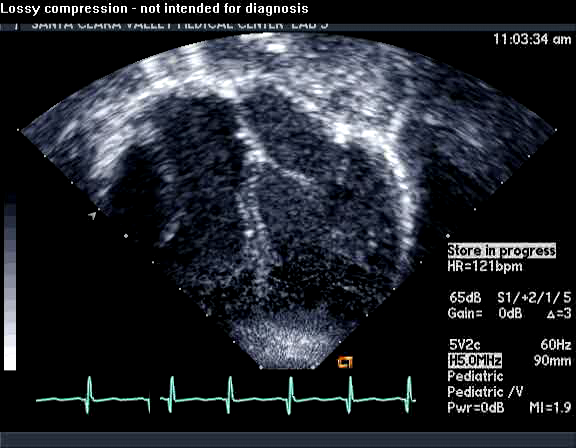 Lossy compression - not intended for diagnosis
SANTA CLARA VALLEY MEDICAL CENTER LAB 3
11:03:34 am
Store in progress
HR=121bpm
65dB S1/+2/1/5
Gain= 0dB Δ=3
5V2c 60Hz
H5.0MHz 90mm
Pediatric
Pediatric /V
Pwr=0dB MI=1.9